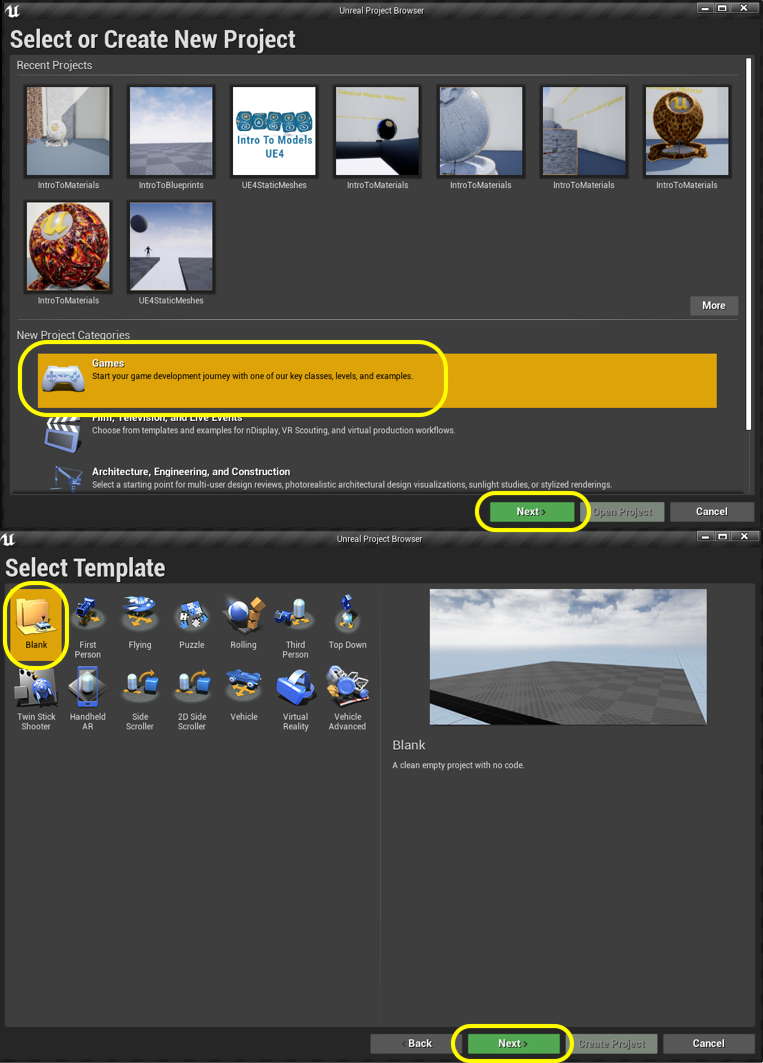 Unreal Project Browser
Select or Create New Project
Recent Projects
Intro To Models
UE4
IntroToMaterials
IntroToBlueprints
UE4StaticMeshes
IntroToMaterials
IntroToMaterials
IntroToMaterials
IntroToMaterials
IntroToMaterials
UE4StaticMeshes
More
New Project Categories
Games
Start your game development journey with one of our key classes, levels, and examples.
Film, Television, and Live Events
Choose from templates and examples for nDisplay, VR Scouting, and virtual production workflows.
Architecture, Engineering, and Construction
Select a starting point for multi-user design reviews, photorealistic architectural design visualizations, sunlight studies, or stylized renderings.
Next >
Open Project
Cancel
Unreal Project Browser
Select Template
Blank
First
Person
Flying
Puzzle
Rolling
Third
Person
Top Down
Twin Stick
Shooter
Handheld
AR
Side
Scroller
2D Side
Scroller
Vehicle
Virtual
Reality
Vehicle
Advanced
Blank
A clean empty project with no code.
< Back
Next >
Create Project
Cancel